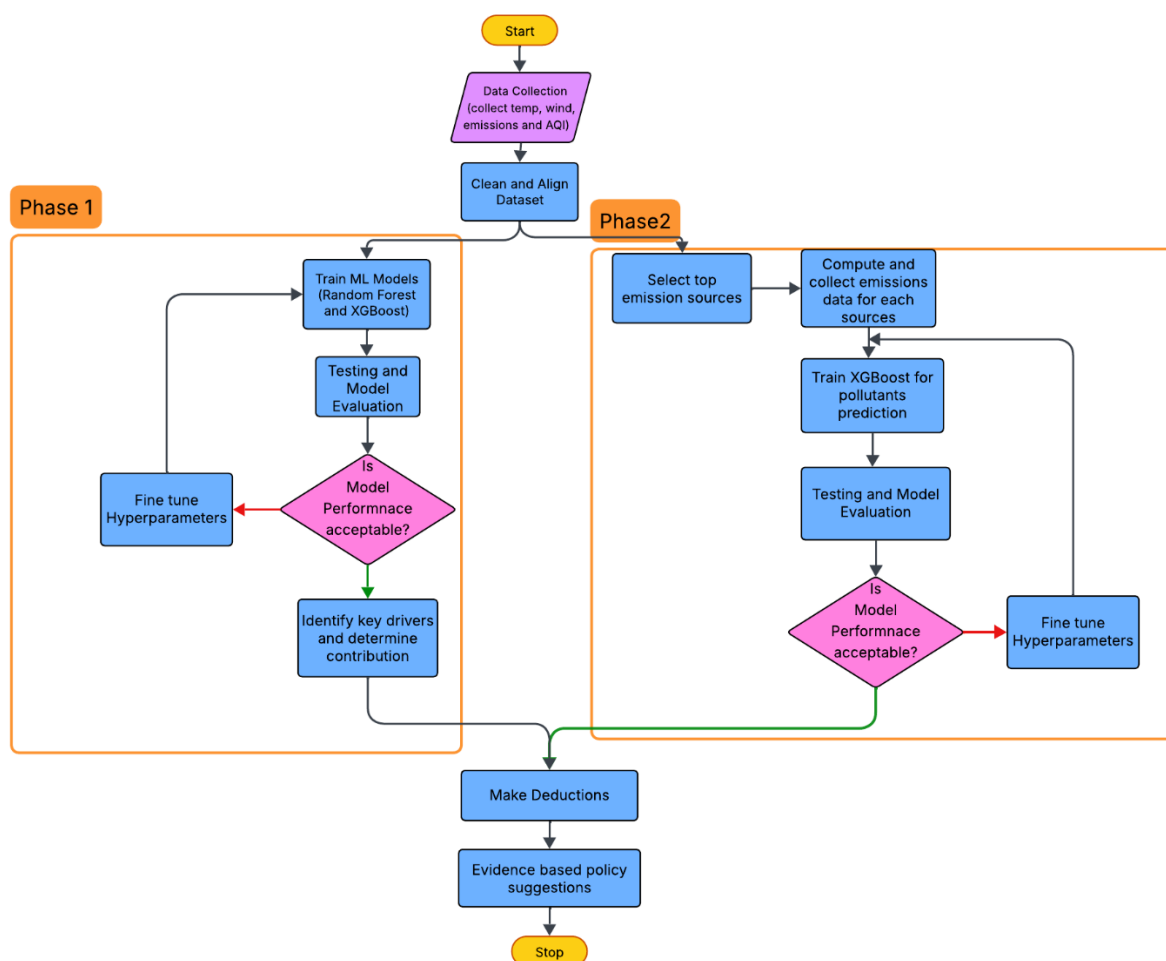 Start
Data Collection
(collect temp, wind,
emissions and AQI)
Clean and Align
Dataset
Phase 1
Train ML Models
(Random Forest
and XGBoost)
Testing and
Model
Evaluation
Is
Model
Performnace
acceptable?
Fine tune
Hyperparameters
Identify key drivers
and determine
contribution
Phase2
Select top
emission sources
Compute and
collect emissions
data for each
sources
Train XGBoost for
pollutants
prediction
Testing and Model
Evaluation
Is
Model
Performnace
acceptable?
Fine tune
Hyperparameters
Make Deductions
Evidence based policy
suggestions
Stop